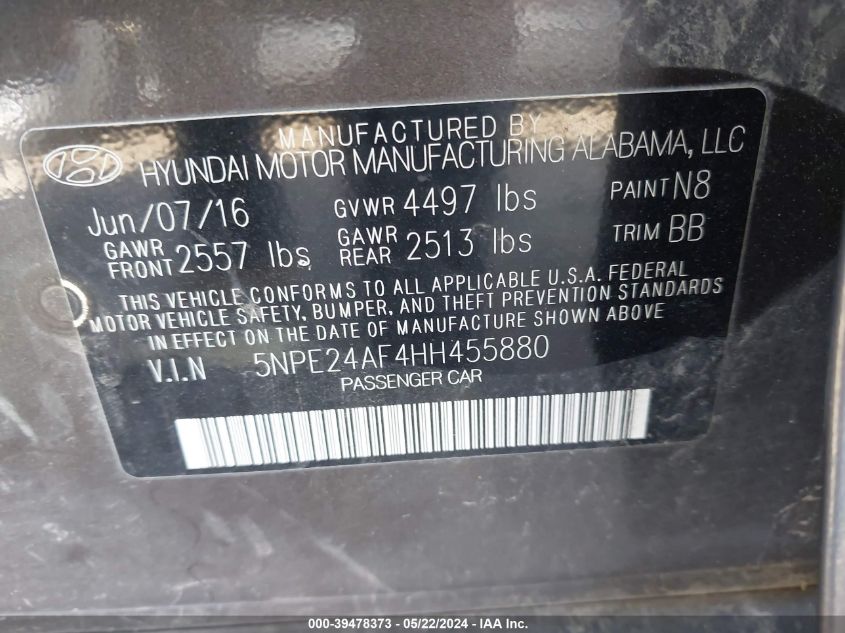 MANUFACTURED BY
HYUNDAI MOTOR MANUFACTURING ALABAMA, LLC
Jun/07/16 GVWR 4497 lbs PAINT N8
GAWR FRONT 2557 lbs GAWR REAR 2513 lbs TRIM BB
THIS VEHICLE CONFORMS TO ALL APPLICABLE U.S.A. FEDERAL
MOTOR VEHICLE SAFETY, BUMPER, AND THEFT PREVENTION STANDARDS
IN EFFECT ON THE DATE OF MANUFACTURE SHOWN ABOVE
V.I.N 5NPE24AF4HH455880
PASSENGER CAR
000-39478373 - 05/22/2024 - IAA Inc.